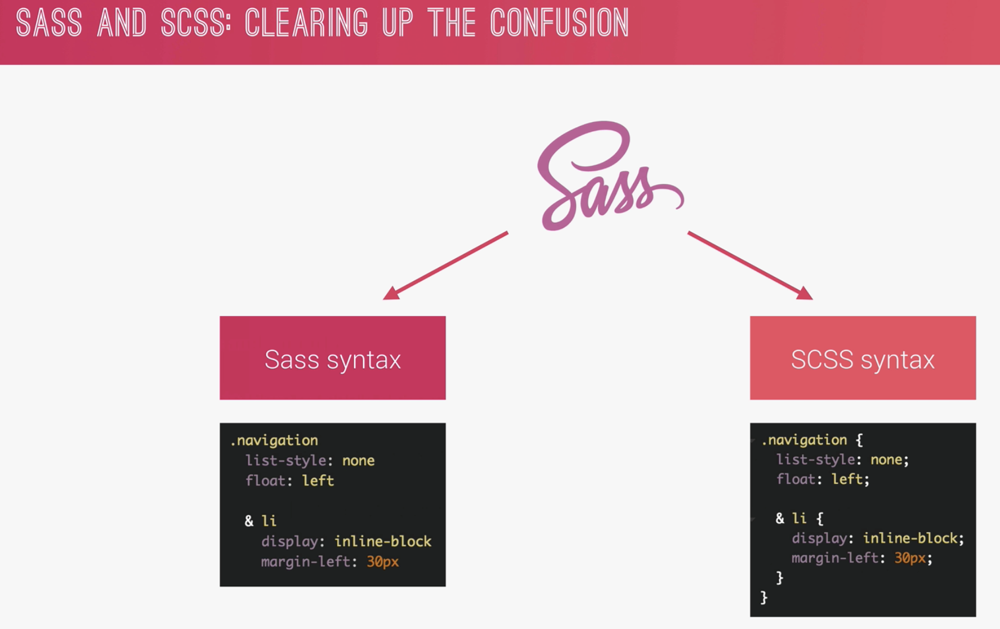 SASS AND SCSS: CLEARING UP THE CONFUSION
Sass
Sass syntax
.navigation
  list-style: none
  float: left

  & li
    display: inline-block
    margin-left: 30px
SCSS syntax
.navigation {
  list-style: none;
  float: left;

  & li {
    display: inline-block;
    margin-left: 30px;
  }
}